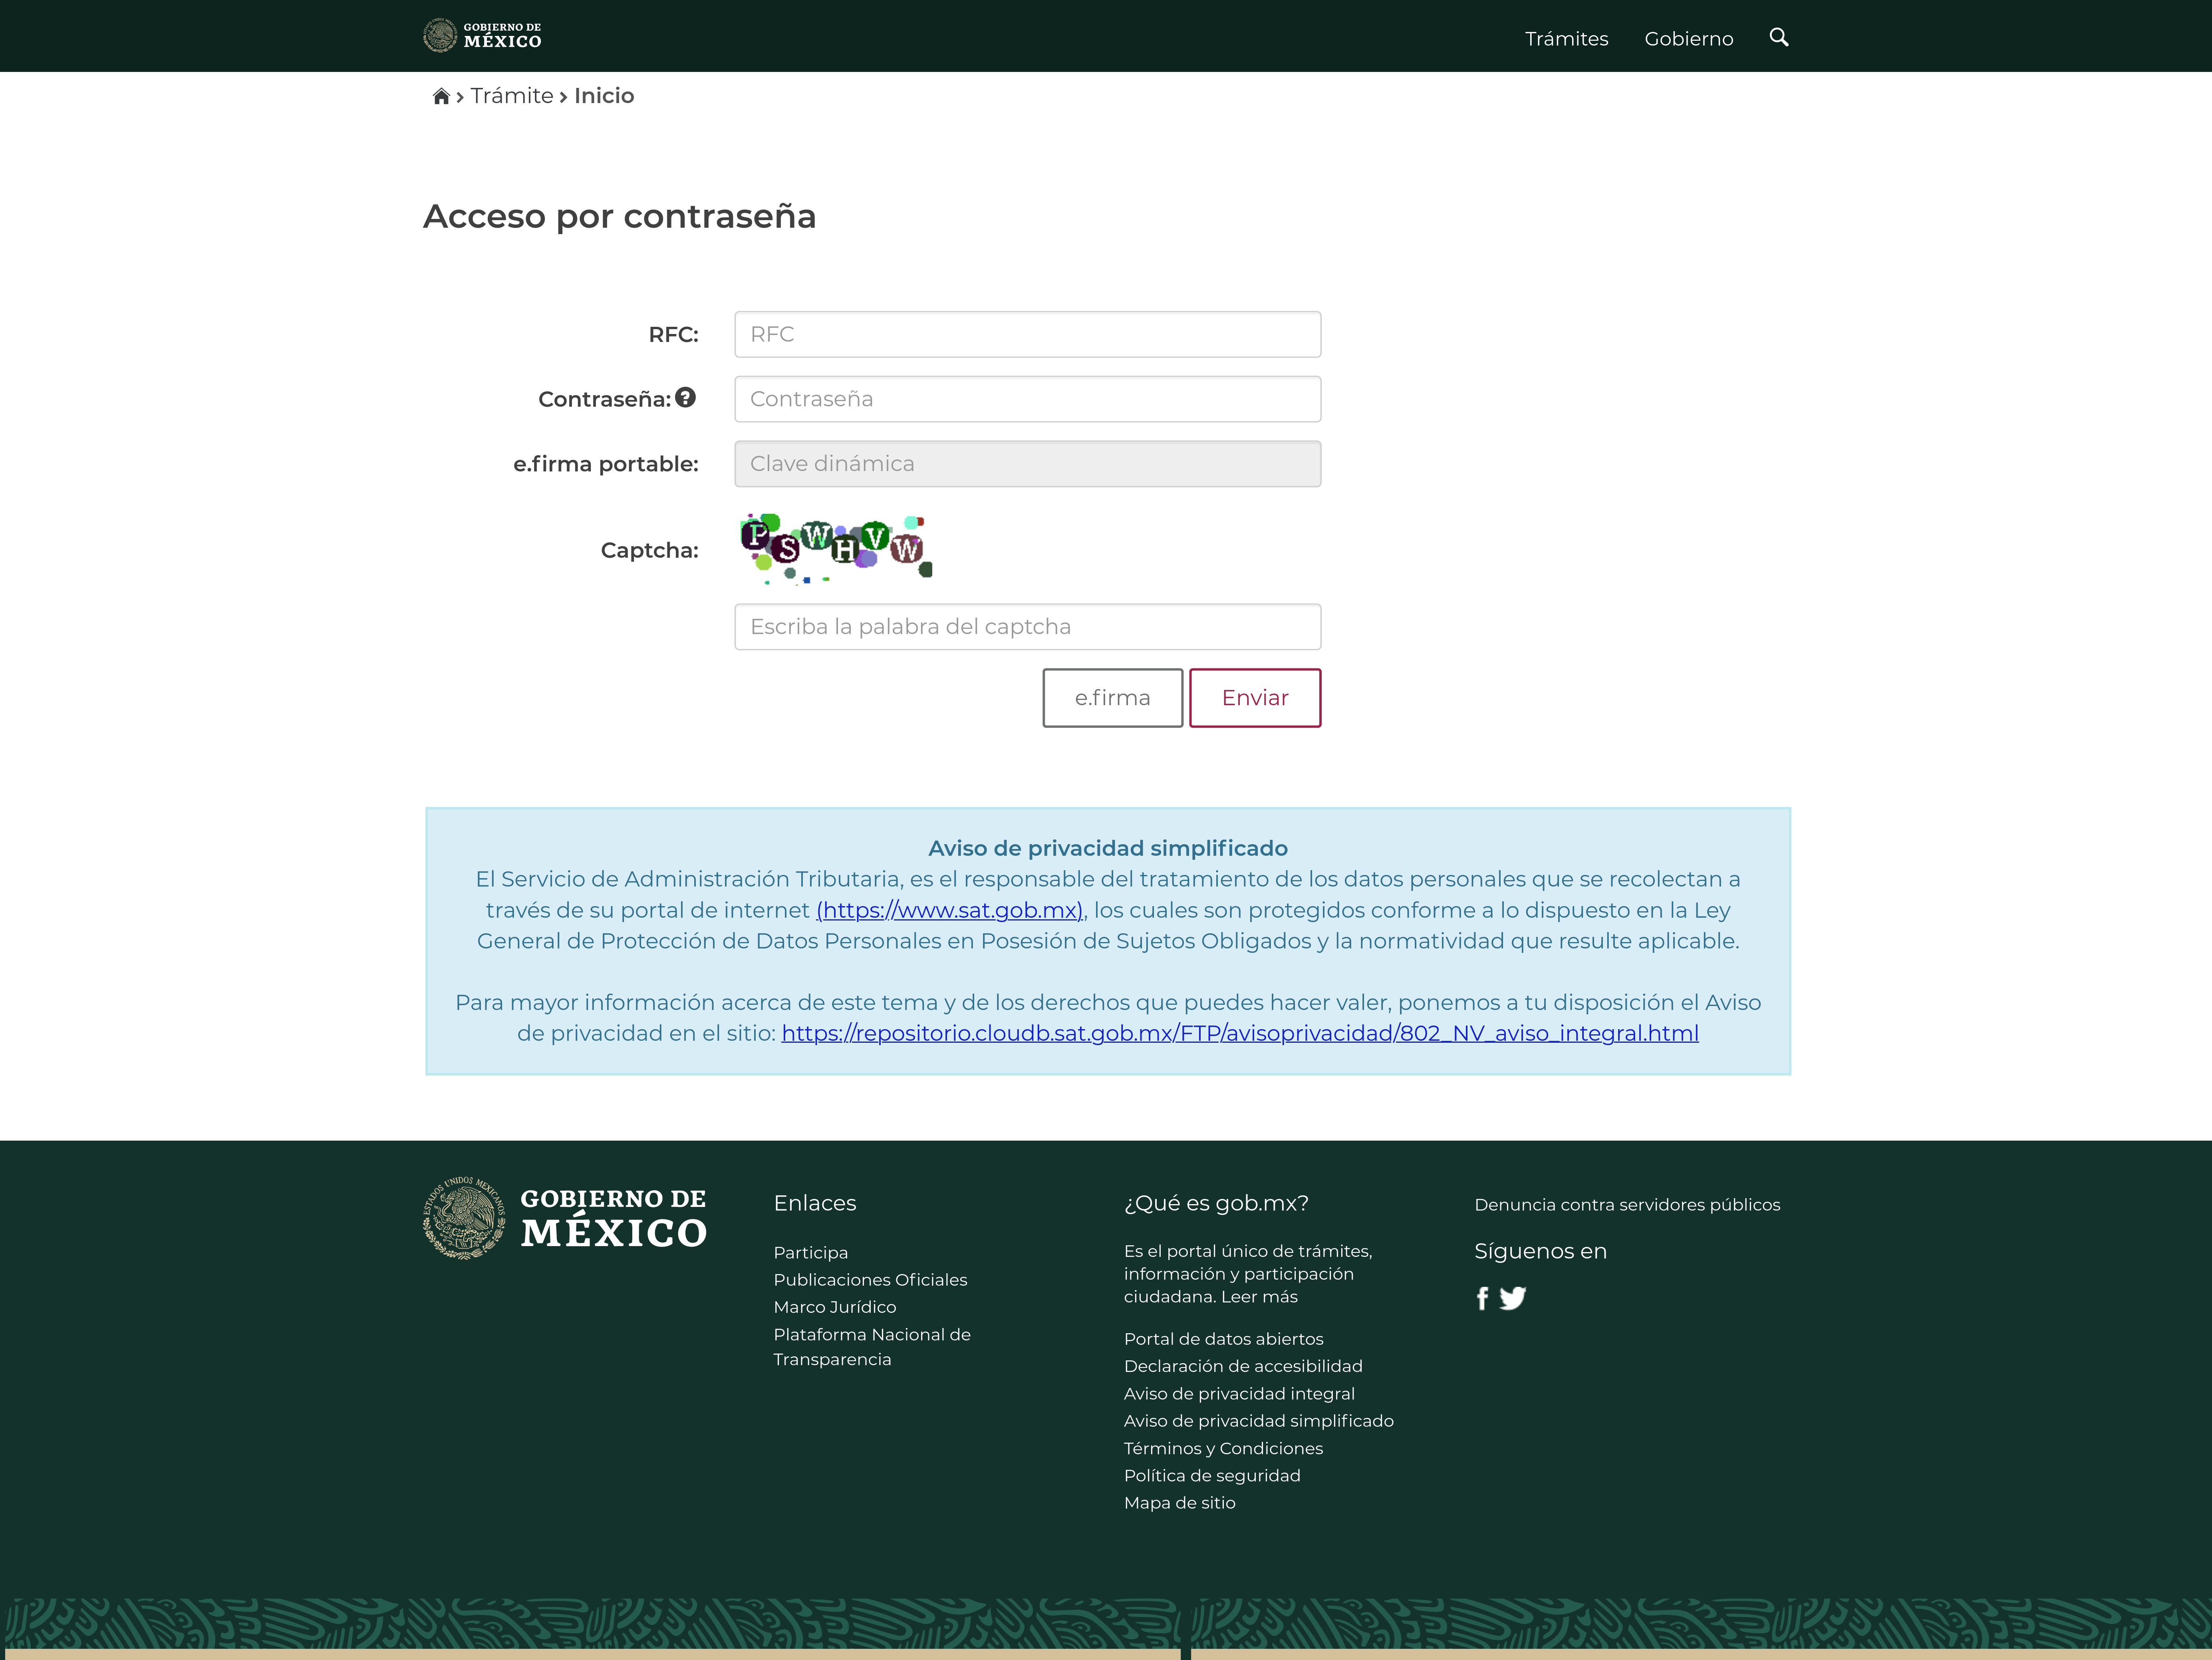 GOBIERNO DE
MÉXICO
Trámites
Gobierno
Trámite
Inicio
Acceso por contraseña
RFC:
RFC
Contraseña:
Contraseña
e.firma portable:
Clave dinámica
Captcha:
PSWHVW
Escriba la palabra del captcha
e.firma
Enviar
Aviso de privacidad simplificado
El Servicio de Administración Tributaria, es el responsable del tratamiento de los datos personales que se recolectan a
través de su portal de internet (https://www.sat.gob.mx), los cuales son protegidos conforme a lo dispuesto en la Ley
General de Protección de Datos Personales en Posesión de Sujetos Obligados y la normatividad que resulte aplicable.
Para mayor información acerca de este tema y de los derechos que puedes hacer valer, ponemos a tu disposición el Aviso
de privacidad en el sitio: https://repositorio.cloudb.sat.gob.mx/FTP/avisoprivacidad/802_NV_aviso_integral.html
ESTADOS UNIDOS MEXICANOS
GOBIERNO DE
MÉXICO
Enlaces
Participa
Publicaciones Oficiales
Marco Jurídico
Plataforma Nacional de
Transparencia
¿Qué es gob.mx?
Es el portal único de trámites,
información y participación
ciudadana. Leer más
Portal de datos abiertos
Declaración de accesibilidad
Aviso de privacidad integral
Aviso de privacidad simplificado
Términos y Condiciones
Política de seguridad
Mapa de sitio
Denuncia contra servidores públicos
Síguenos en